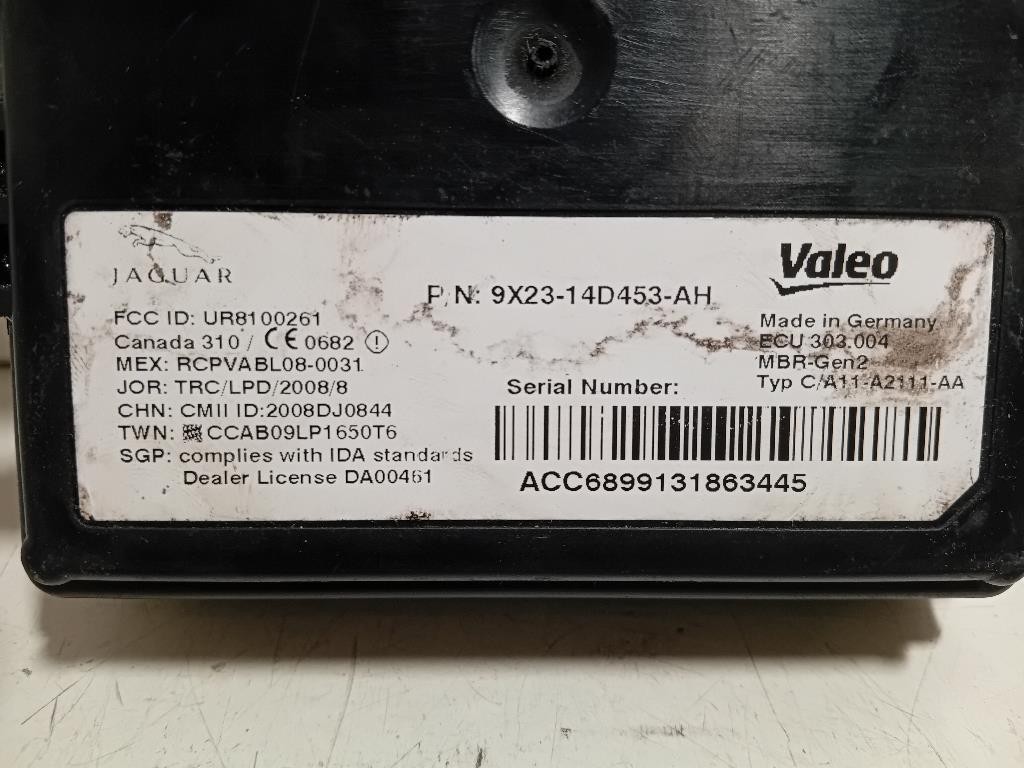 JAGUAR
P/N: 9X23-14D453-AH
Valeo
FCC ID: UR8100261
Canada 310 / CE 0682
MEX: RCPVABL08-0031
JOR: TRC/LPD/2008/8
CHN: CMII ID:2008DJ0844
TWN: CCAB09LP1650T6
SGP: complies with IDA standards
Dealer License DA00461
Made in Germany
ECU 303.004
MBR-Gen2
Typ C/A11-A2111-AA
Serial Number:
ACC6899131863445